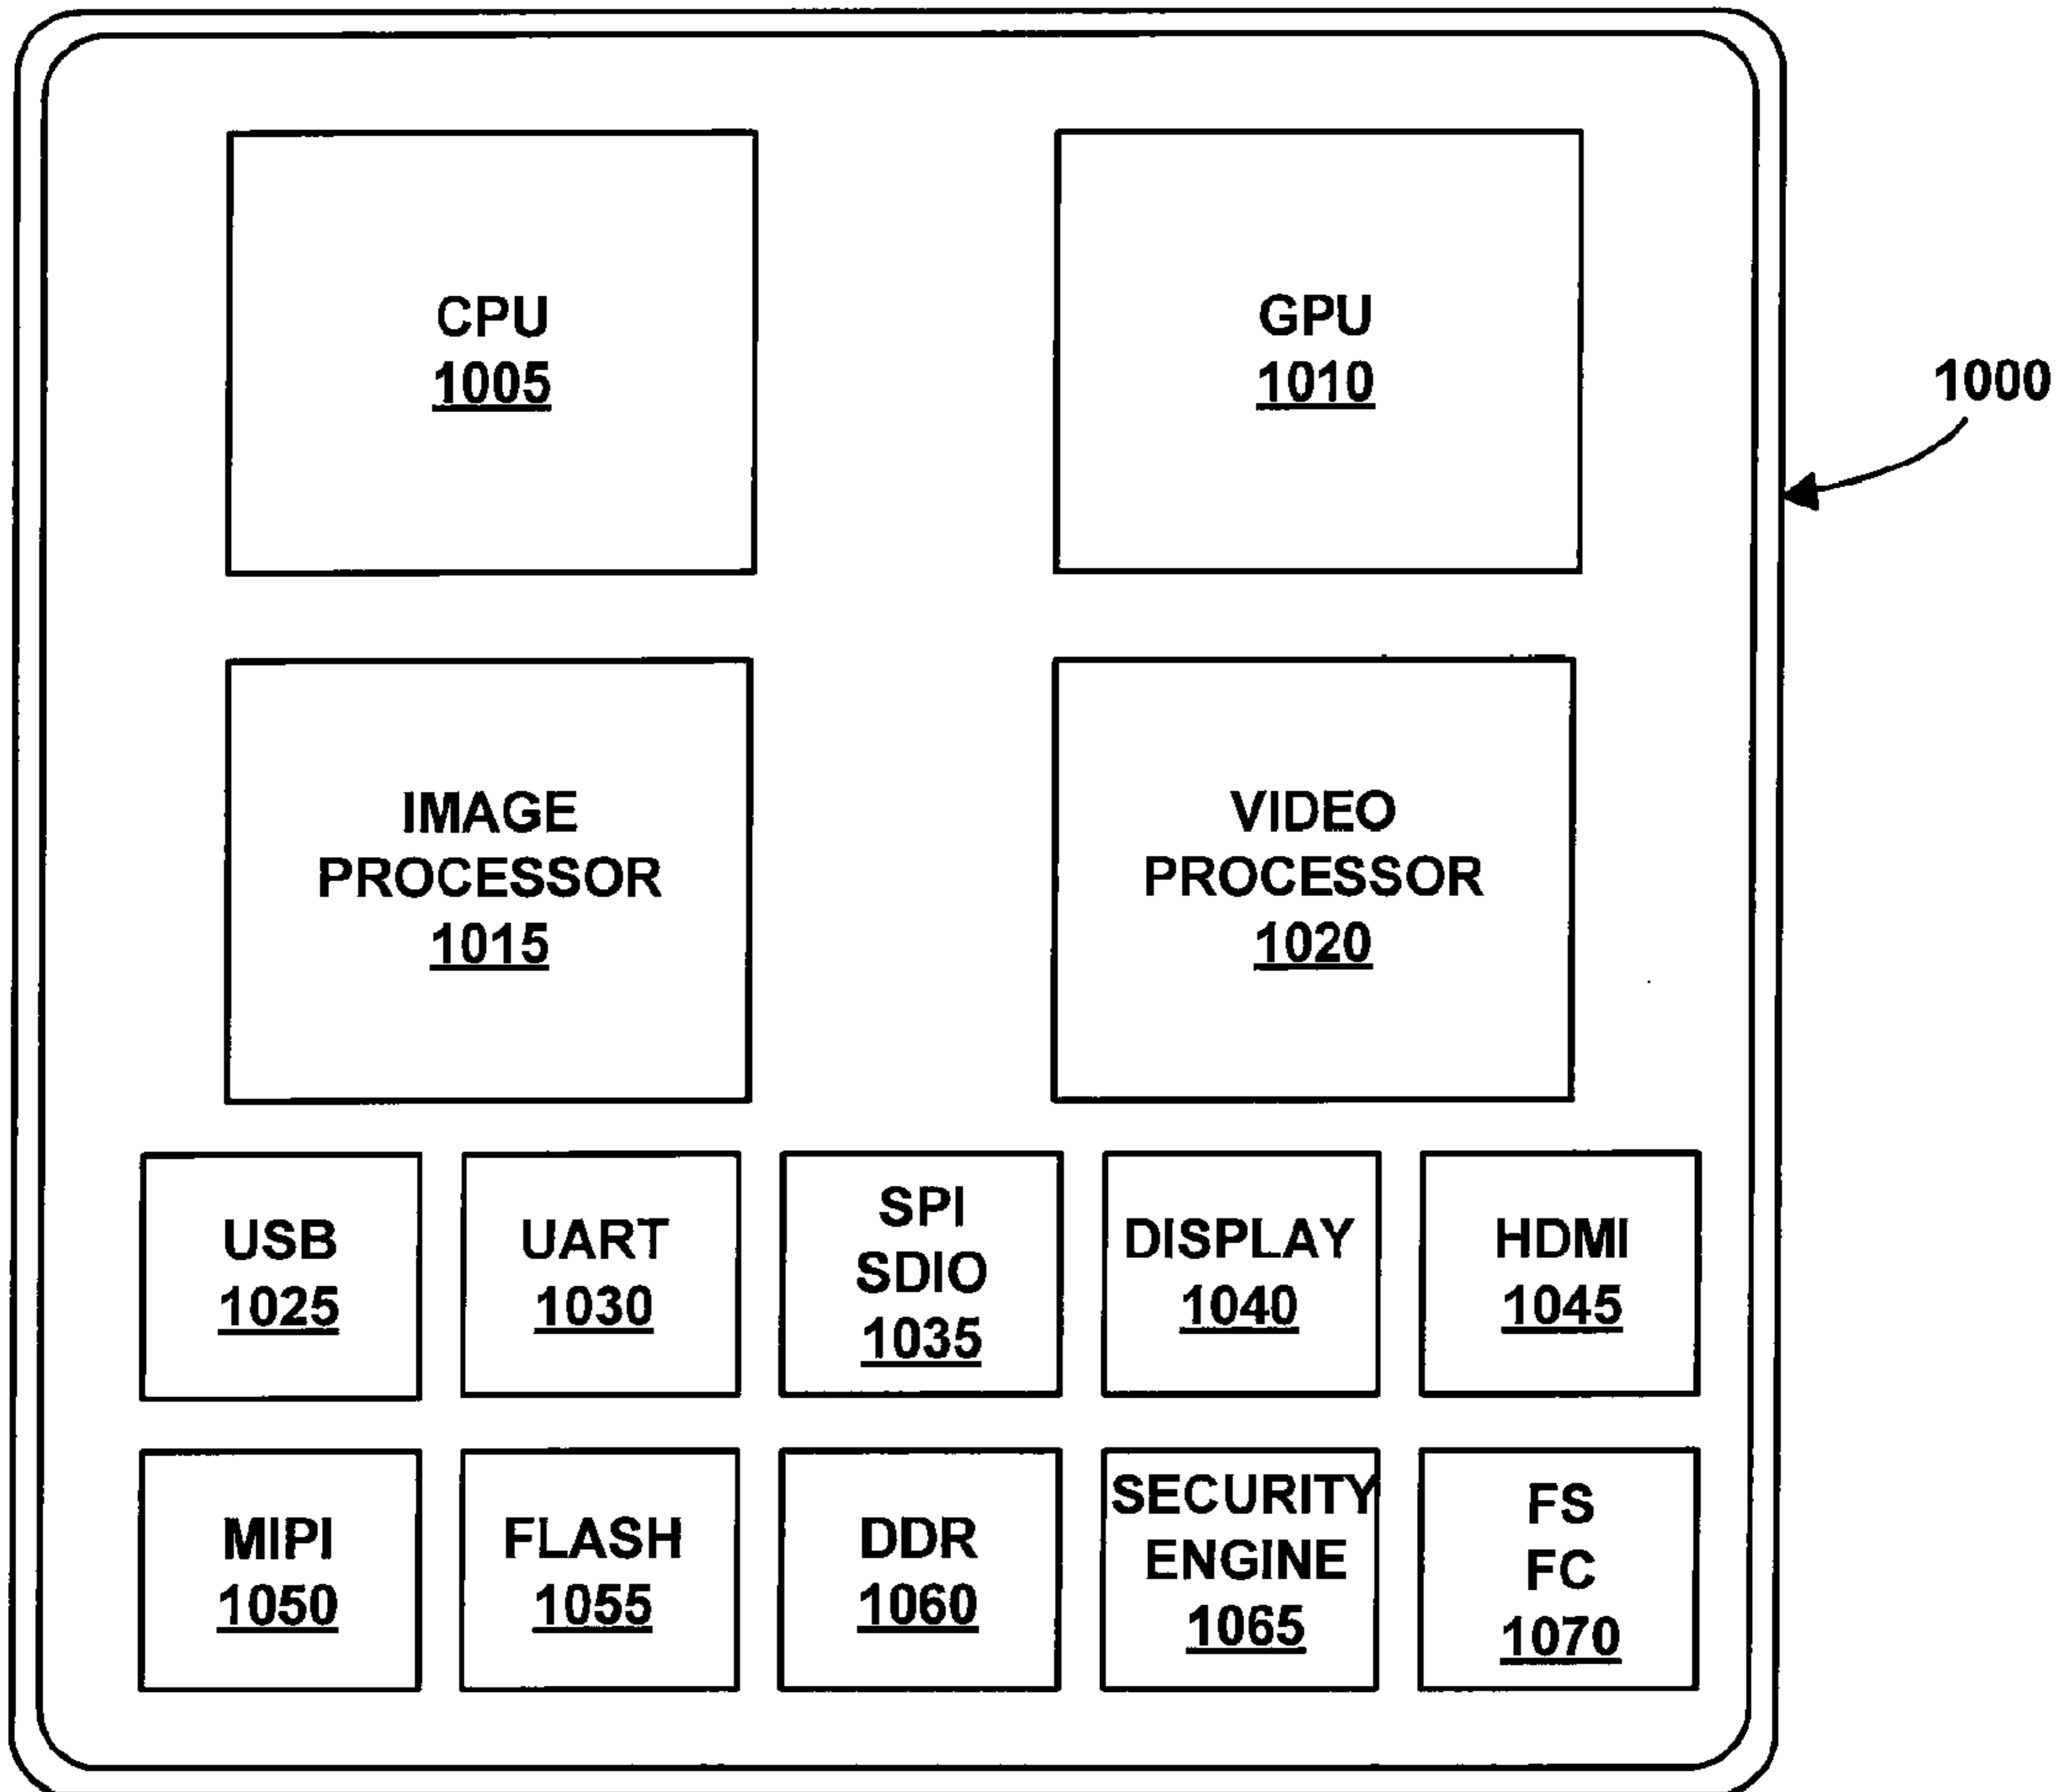 CPU
1005
GPU
1010
1000
IMAGE
PROCESSOR
1015
VIDEO
PROCESSOR
1020
USB
1025
UART
1030
SPI
SDIO
1035
DISPLAY
1040
HDMI
1045
MIPI
1050
FLASH
1055
DDR
1060
SECURITY
ENGINE
1065
FS
FC
1070